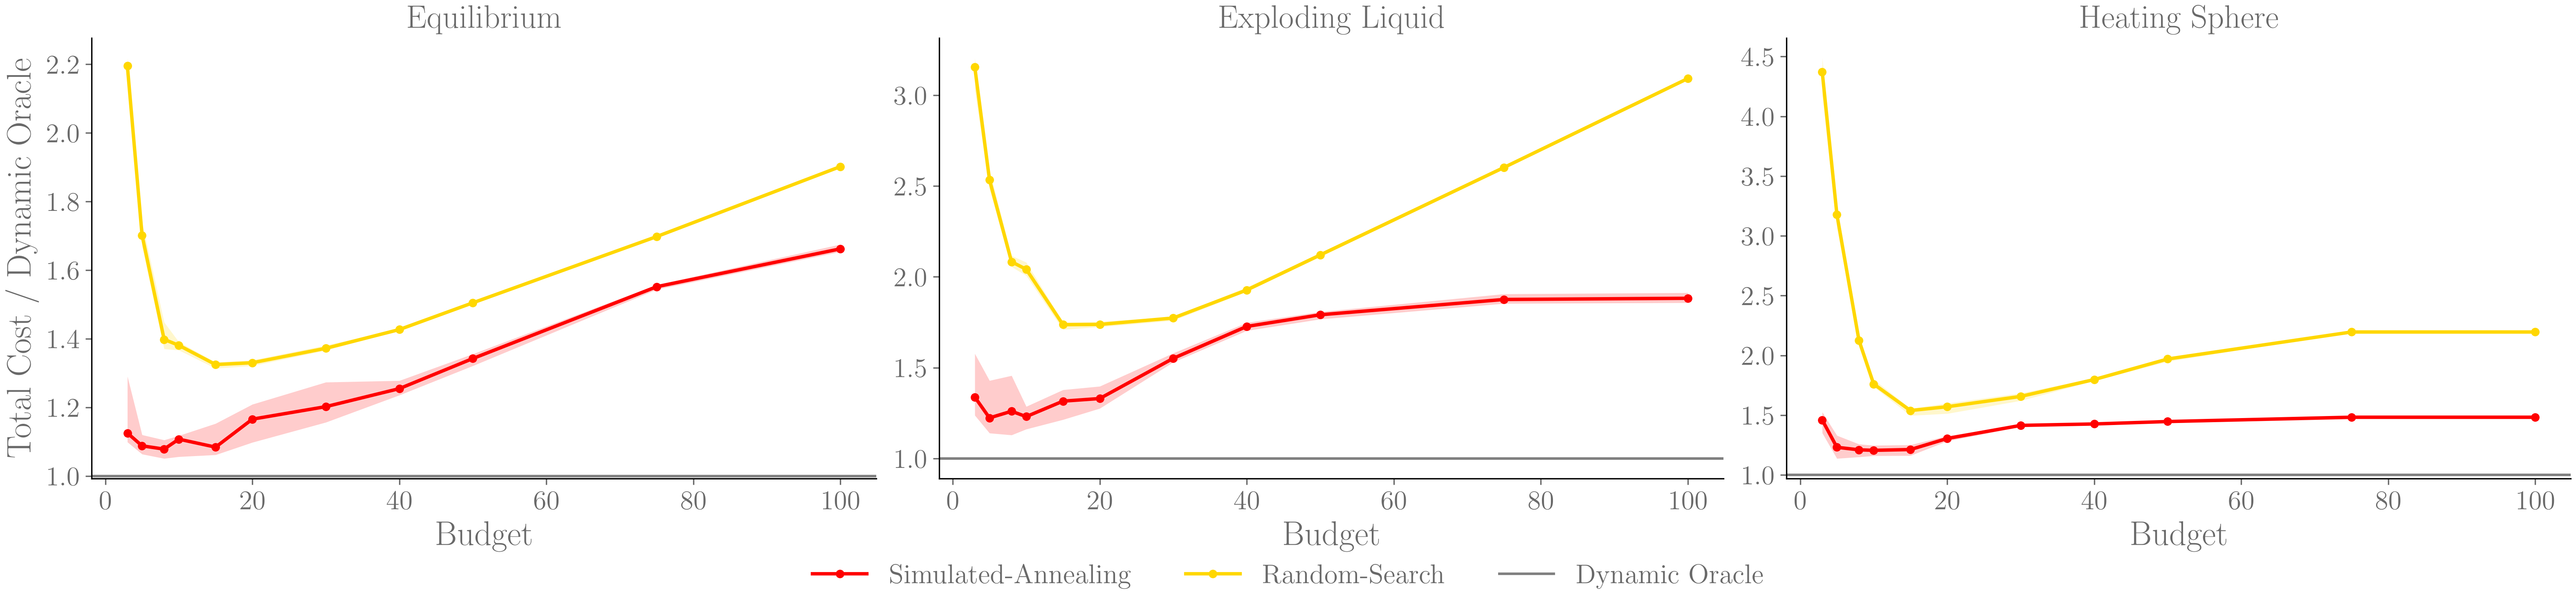 Equilibrium
Exploding Liquid
Heating Sphere
Total Cost / Dynamic Oracle
2.2
2.0
1.8
1.6
1.4
1.2
1.0
0 20 40 60 80 100
Budget
3.0
2.5
2.0
1.5
1.0
0 20 40 60 80 100
Budget
4.5
4.0
3.5
3.0
2.5
2.0
1.5
1.0
0 20 40 60 80 100
Budget
Simulated-Annealing Random-Search Dynamic Oracle